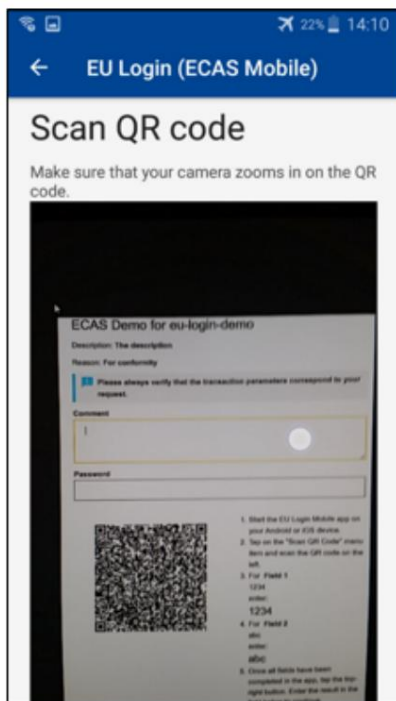 22% 14:10
EU Login (ECAS Mobile)
Scan QR code
Make sure that your camera zooms in on the QR
code.
ECAS Demo for eu-login-demo
Description: The description
Reason: For conformity
Please always verify that the transaction parameters correspond to your
request.
Comment
Password
1. Start the EU Login Mobile app on
your Android or iOS device.
2. Tap on the "Scan QR Code" menu
item and scan the QR code on the
left.
3. For Field 1
1234
enter:
1234
4. For Field 2
abc
enter:
abc
5. Once all fields have been
completed in the app, tap the top-
right button. Enter the result in the